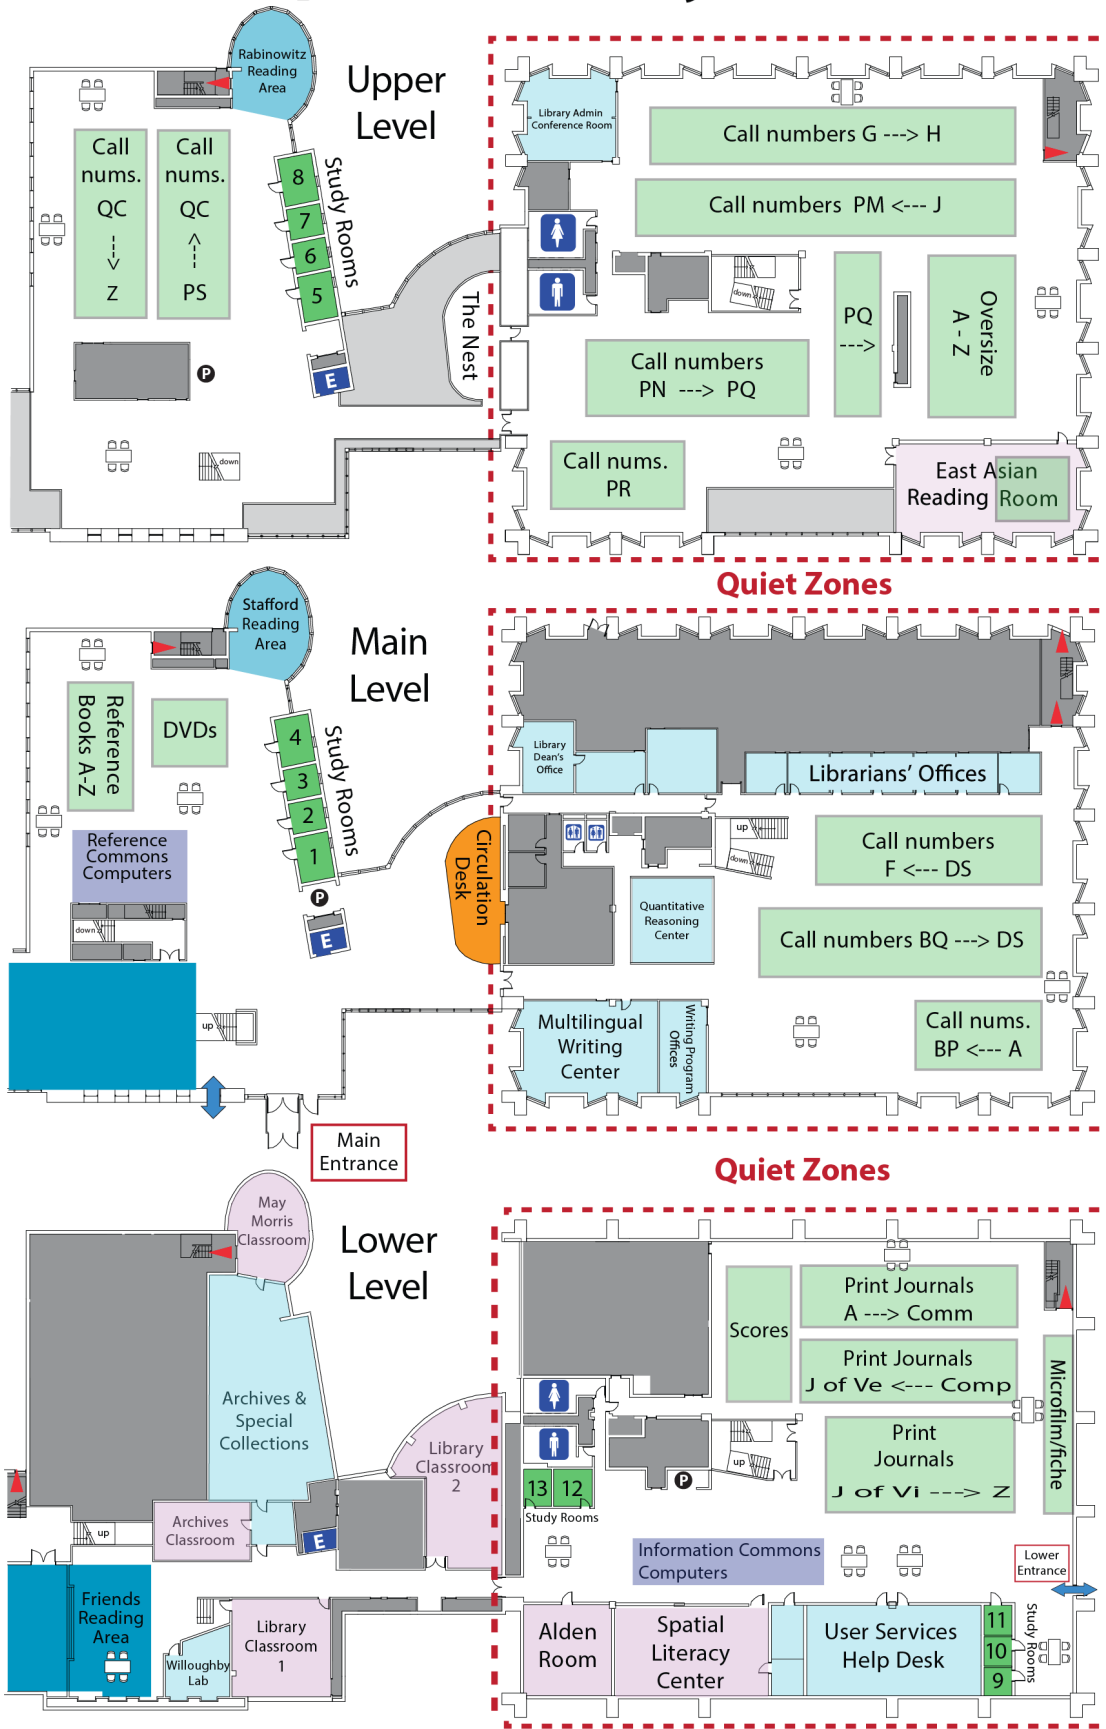 Upper
Level
Rabinowitz
Reading
Area
Call
nums.
QC
--->
Z
Call
nums.
QC
<---
PS
8
7
6
5
Study Rooms
E
P
down
The Nest
Library Admin
Conference Room
Call numbers G ---> H
Call numbers PM <--- J
down
PQ
--->
Oversize
A - Z
Call numbers
PN ---> PQ
Call nums.
PR
East Asian
Reading Room
Quiet Zones
Main
Level
Stafford
Reading
Area
Reference
Books A-Z
DVDs
4
3
2
1
Study Rooms
P
E
Reference
Commons
Computers
down
up
Circulation
Desk
Main
Entrance
Library
Dean's
Office
Librarians' Offices
up
down
Call numbers
F <--- DS
Quantitative
Reasoning
Center
Call numbers BQ ---> DS
Call nums.
BP <--- A
Multilingual
Writing
Center
Writing Program
Offices
Quiet Zones
Lower
Level
May
Morris
Classroom
Archives &
Special
Collections
Library
Classroom
2
Archives
Classroom
up
E
Friends
Reading
Area
Willoughby
Lab
Library
Classroom
1
Scores
Print Journals
A ---> Comm
Print Journals
J of Ve <--- Comp
Print
Journals
J of Vi ---> Z
Microfilm/fiche
up
P
13
12
Study Rooms
Information Commons
Computers
Lower
Entrance
Alden
Room
Spatial
Literacy
Center
User Services
Help Desk
11
10
9
Study Rooms